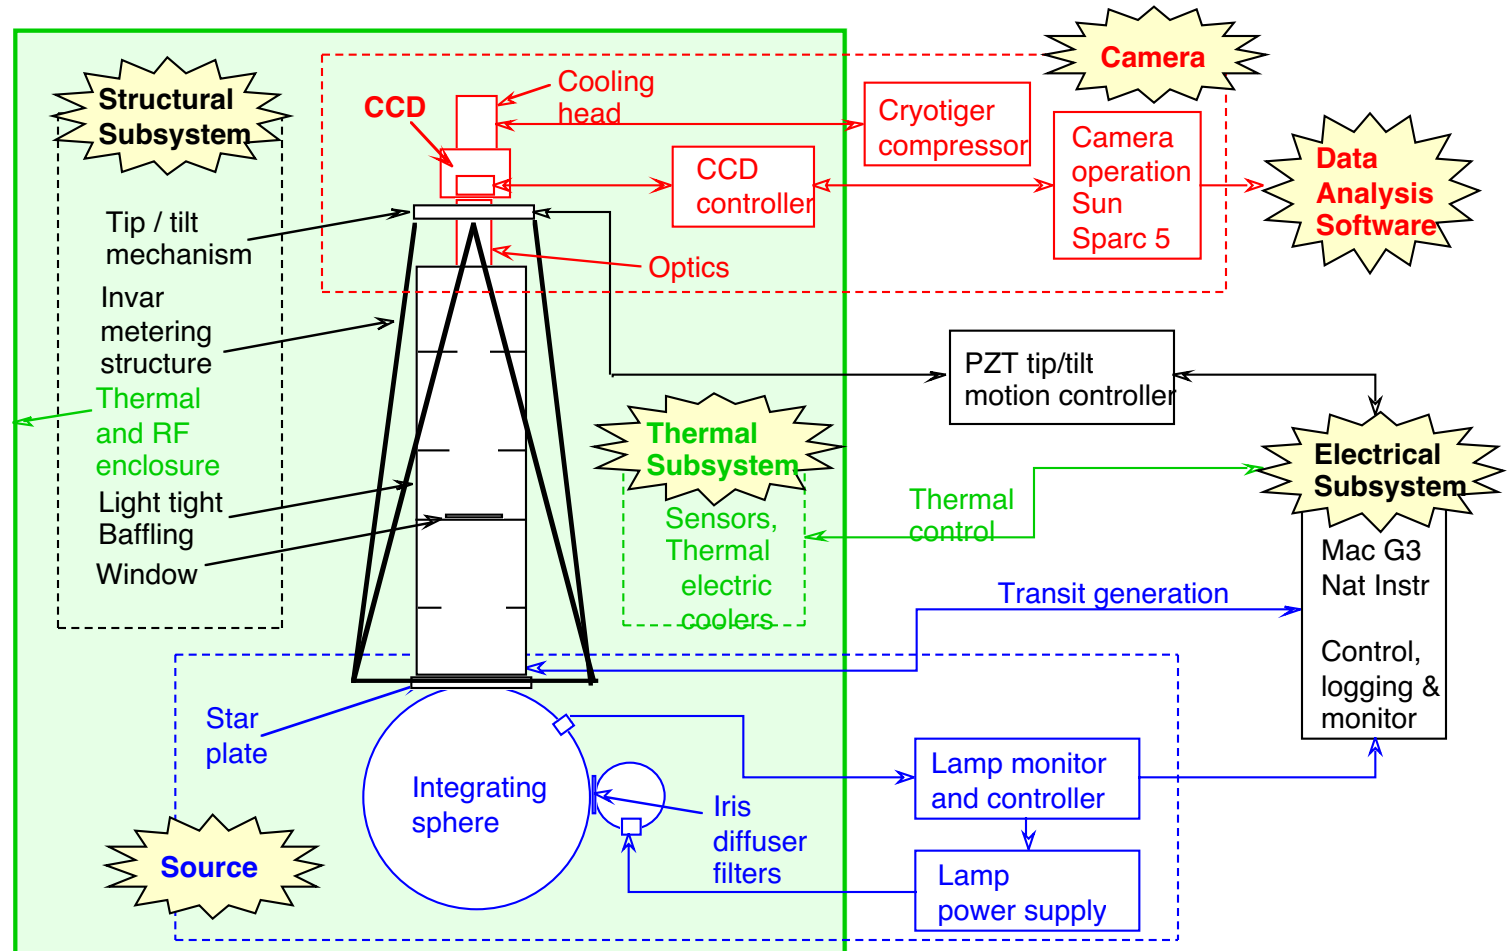 Structural
Subsystem
Tip / tilt
mechanism
Invar
metering
structure
Thermal
and RF
enclosure
Light tight
Baffling
Window
CCD
Cooling
head
Optics
CCD
controller
Cryotiger
compressor
Camera
Camera
operation
Sun
Sparc 5
Data
Analysis
Software
PZT tip/tilt
motion controller
Thermal
Subsystem
Sensors,
Thermal
electric
coolers
Thermal
control
Electrical
Subsystem
Mac G3
Nat Instr
Control,
logging &
monitor
Transit generation
Star
plate
Integrating
sphere
Iris
diffuser
filters
Lamp monitor
and controller
Lamp
power supply
Source